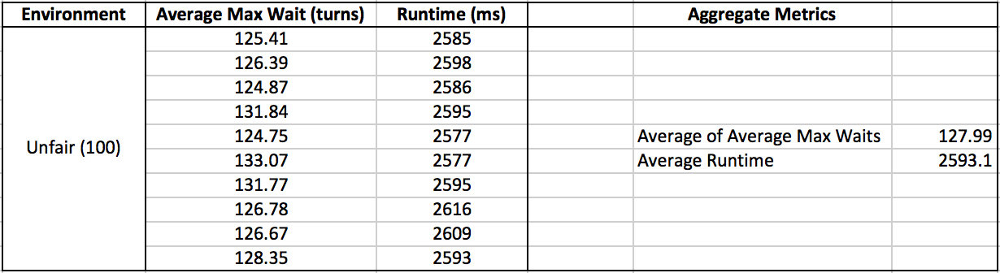 Environment Average Max Wait (turns) Runtime (ms) Aggregate Metrics
125.41 2585
126.39 2598
124.87 2586
131.84 2595
124.75 2577 Average of Average Max Waits 127.99
Unfair (100)
133.07 2577 Average Runtime 2593.1
131.77 2595
126.78 2616
126.67 2609
128.35 2593